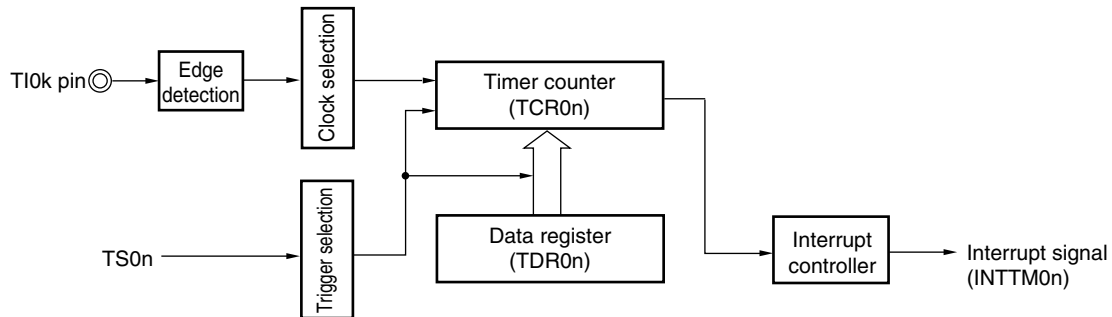 TI0k pin
Edge
detection
Clock selection
Timer counter
(TCR0n)
TS0n
Trigger selection
Data register
(TDR0n)
Interrupt
controller
Interrupt signal
(INTTM0n)